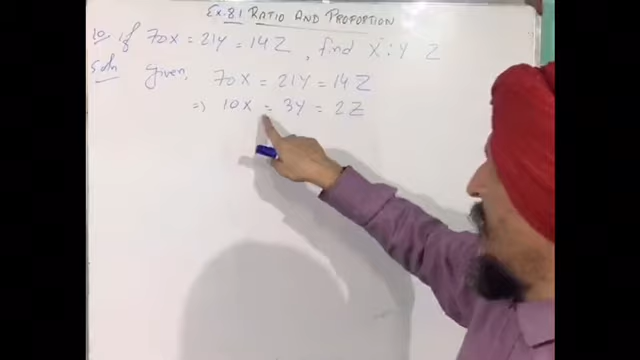 Ex.8.1 RATIO AND PROPORTION
10. if 70X = 21Y = 14Z, find X:Y Z
Soln Given, 70X = 21Y = 14Z
=> 10X = 3Y = 2Z